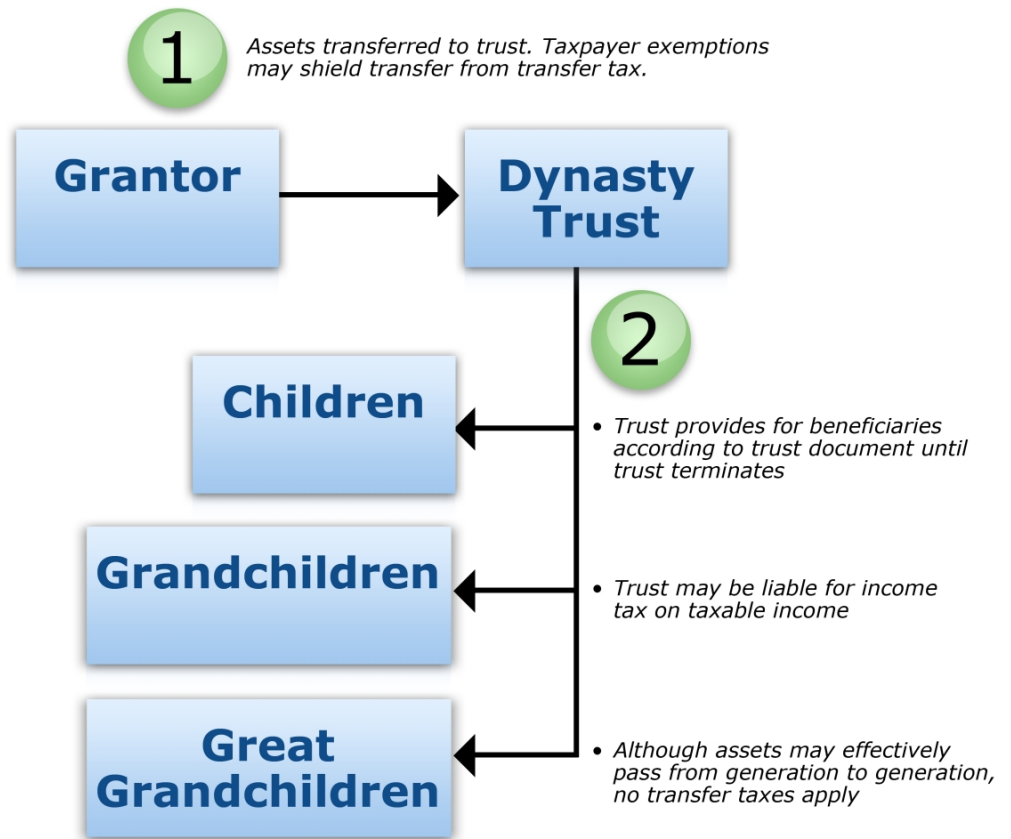 1
Assets transferred to trust. Taxpayer exemptions
may shield transfer from transfer tax.
Grantor
Dynasty
Trust
2
Children
• Trust provides for beneficiaries
according to trust document until
trust terminates
Grandchildren
• Trust may be liable for income
tax on taxable income
Great
Grandchildren
• Although assets may effectively
pass from generation to generation,
no transfer taxes apply